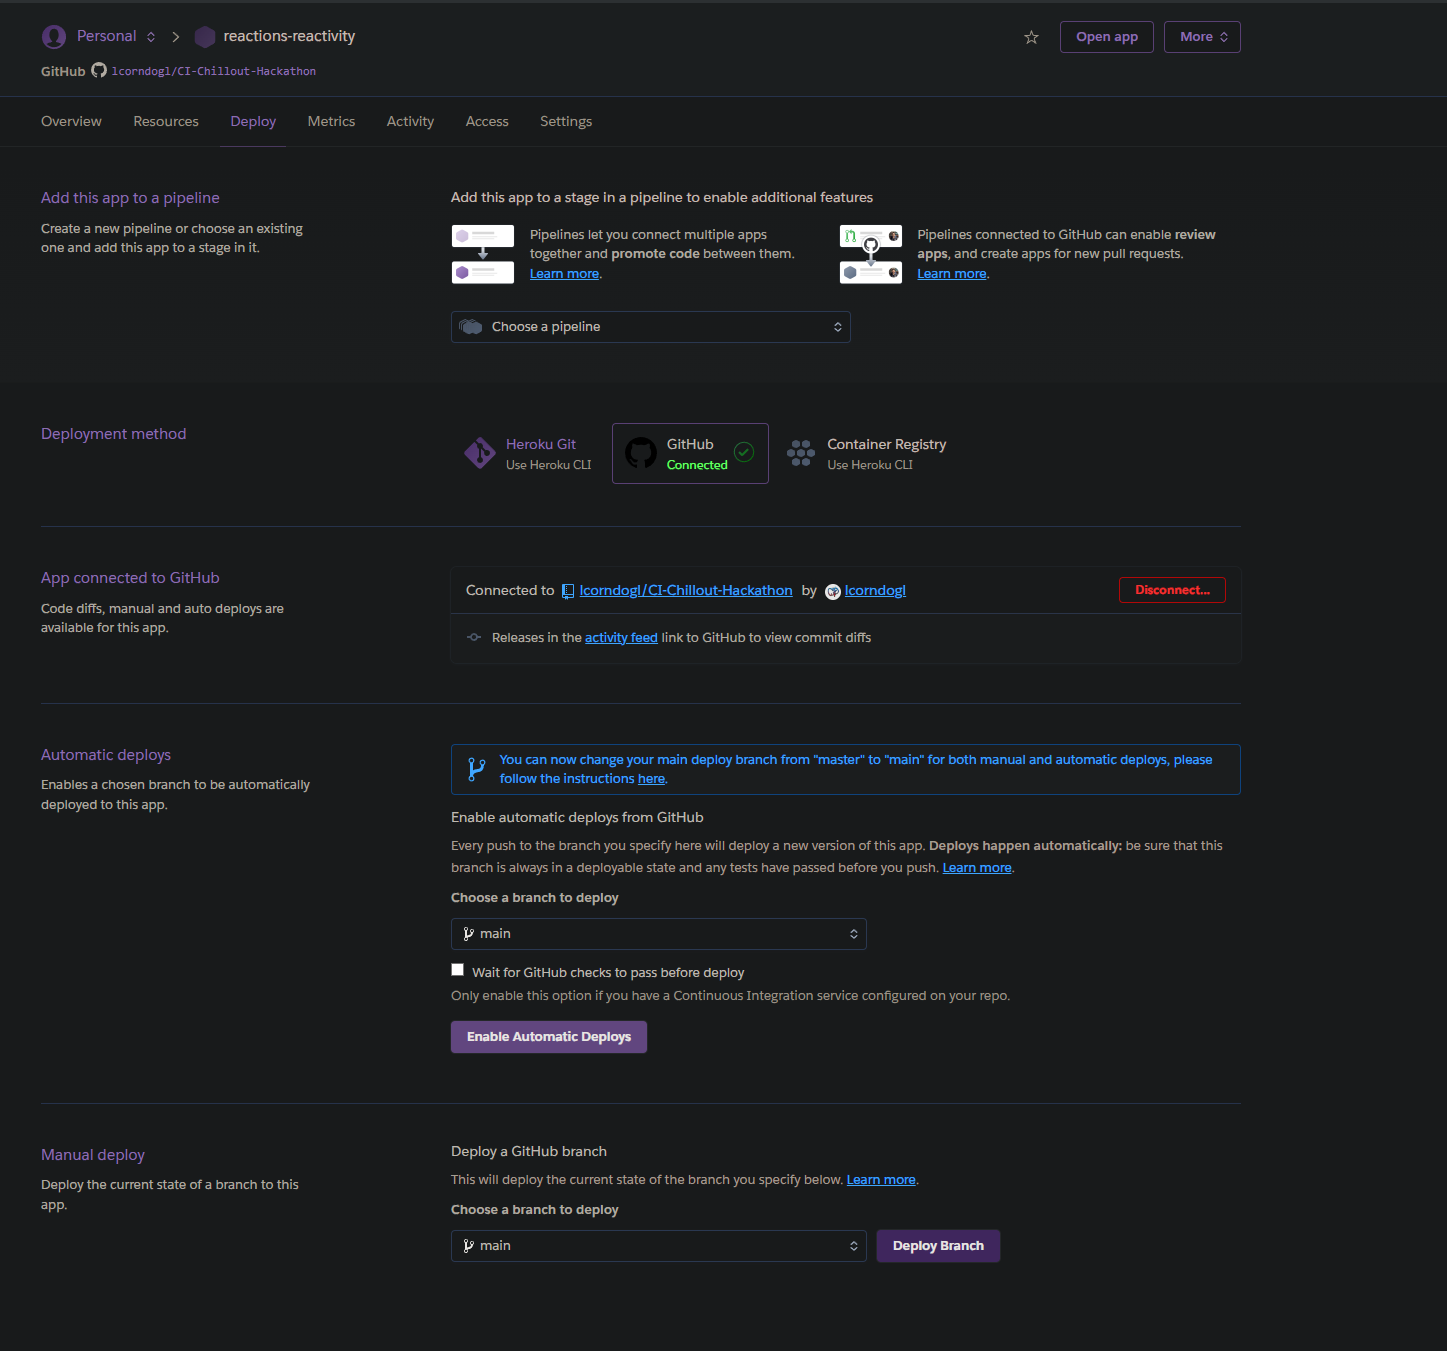 Personal
reactions-reactivity
Open app
More
GitHub lcorndogl/CI-Chillout-Hackathon
Overview
Resources
Deploy
Metrics
Activity
Access
Settings
Add this app to a pipeline
Create a new pipeline or choose an existing
one and add this app to a stage in it.
Add this app to a stage in a pipeline to enable additional features
Pipelines let you connect multiple apps
together and promote code between them.
Learn more.
Pipelines connected to GitHub can enable review
apps, and create apps for new pull requests.
Learn more.
Choose a pipeline
Deployment method
Heroku Git
Use Heroku CLI
GitHub
Connected
Container Registry
Use Heroku CLI
App connected to GitHub
Code diffs, manual and auto deploys are
available for this app.
Connected to lcorndogl/CI-Chillout-Hackathon by lcorndogl
Disconnect...
Releases in the activity feed link to GitHub to view commit diffs
Automatic deploys
Enables a chosen branch to be automatically
deployed to this app.
You can now change your main deploy branch from "master" to "main" for both manual and automatic deploys, please
follow the instructions here.
Enable automatic deploys from GitHub
Every push to the branch you specify here will deploy a new version of this app. Deploys happen automatically: be sure that this
branch is always in a deployable state and any tests have passed before you push. Learn more.
Choose a branch to deploy
main
Wait for GitHub checks to pass before deploy
Only enable this option if you have a Continuous Integration service configured on your repo.
Enable Automatic Deploys
Manual deploy
Deploy the current state of a branch to this
app.
Deploy a GitHub branch
This will deploy the current state of the branch you specify below. Learn more.
Choose a branch to deploy
main
Deploy Branch